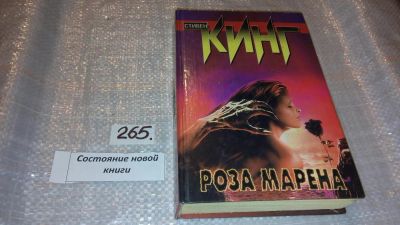 СТИВЕН
КИНГ
РОЗА МАРЕНА
265.
Состояние новой
книги